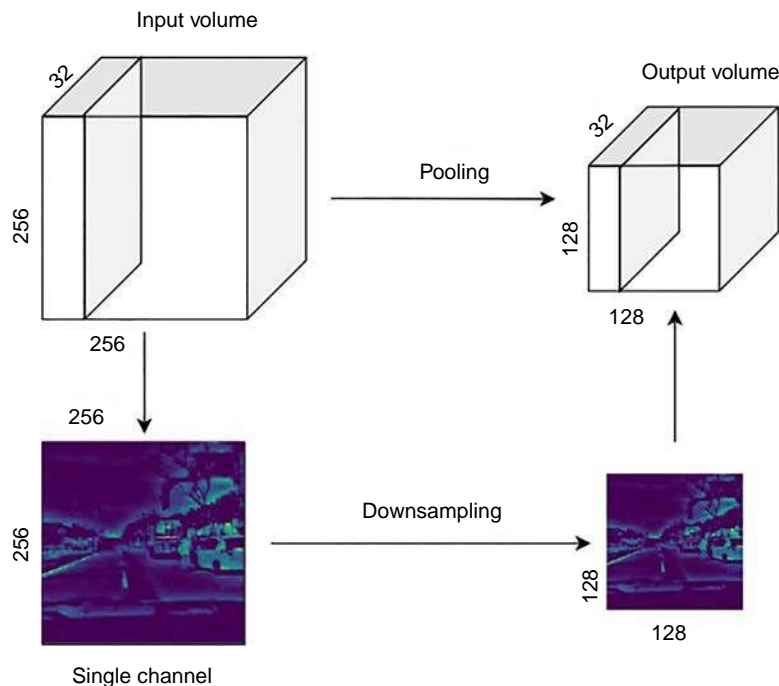 Input volume
Output volume
32
32
Pooling
256
128
256
128
256
256
Downsampling
128
128
Single channel